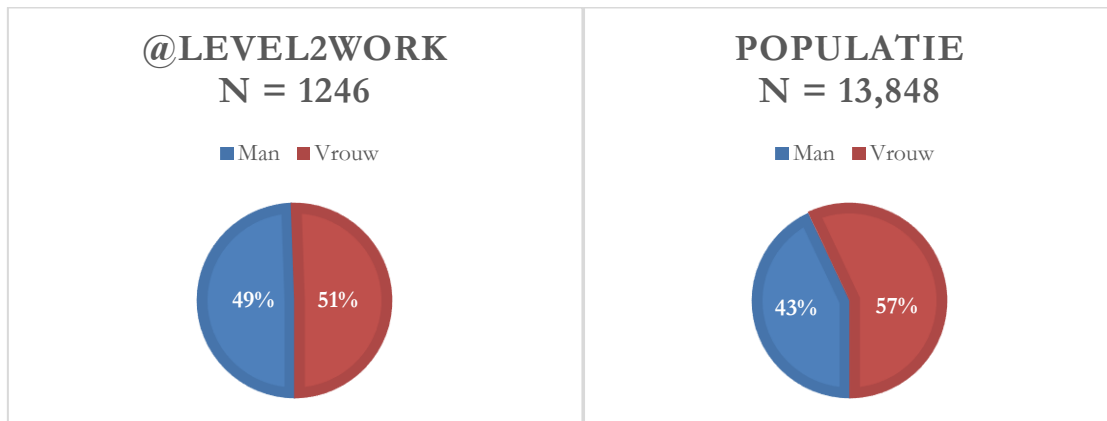 @LEVEL2WORK
N = 1246
Man Vrouw
49% 51%
POPULATIE
N = 13,848
Man Vrouw
43% 57%